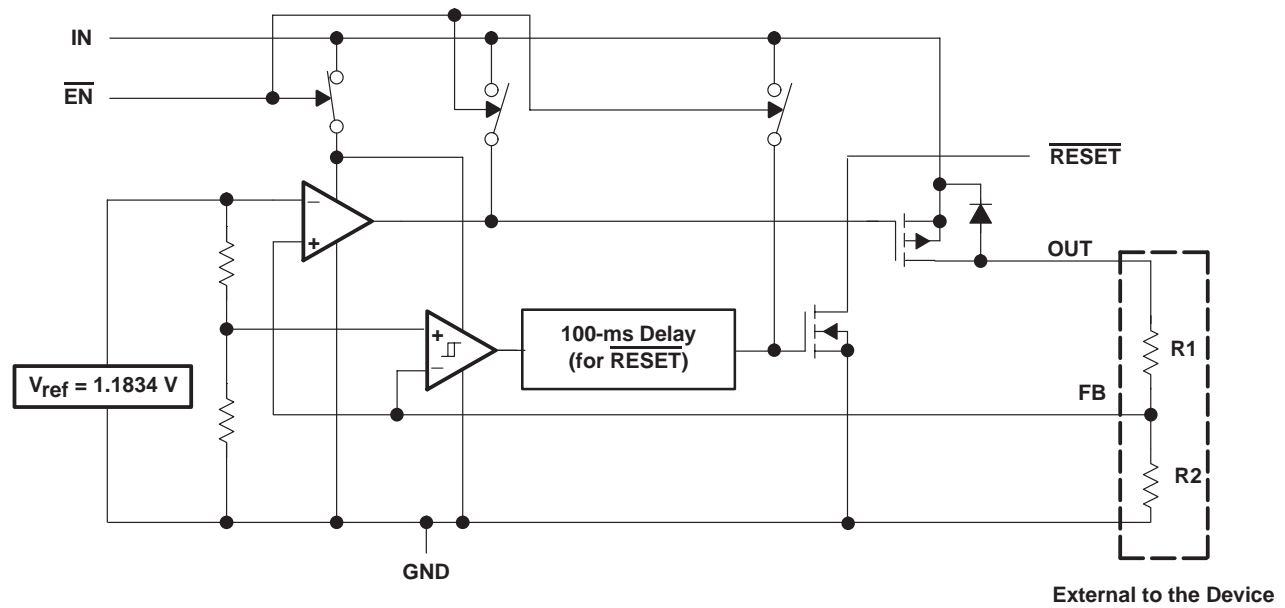 IN
EN
RESET
−
+
OUT
+
−
100-ms Delay
(for RESET)
R1
Vref = 1.1834 V
FB
R2
GND
External to the Device